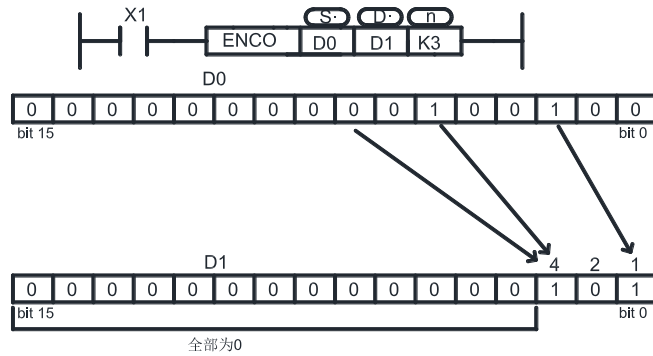 X1
S· D· n
ENCO D0 D1 K3
D0
0 0 0 0 0 0 0 0 0 0 1 0 0 1 0 0
bit 15 bit 0
D1 4 2 1
0 0 0 0 0 0 0 0 0 0 0 0 0 1 0 1
bit 15 bit 0
全部为0